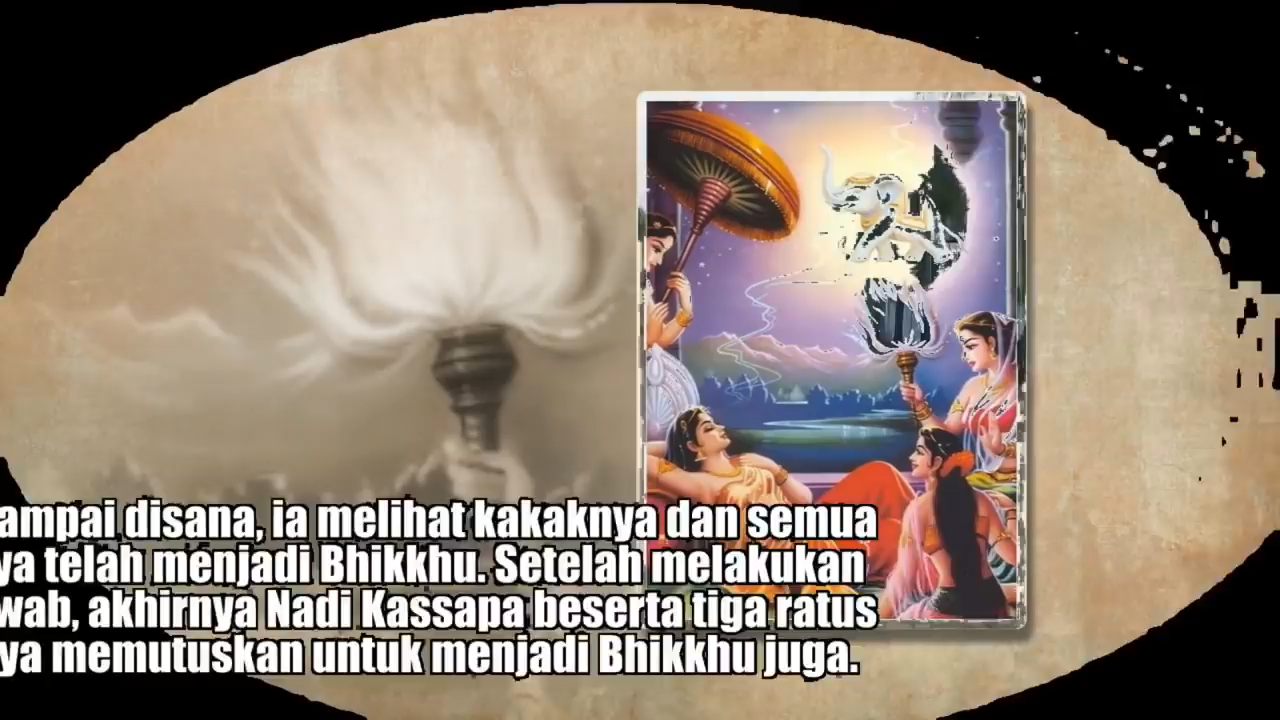 ampai disana, ia melihat kakaknya dan semua
ya telah menjadi Bhikkhu. Setelah melakukan
wab, akhirnya Nadi Kassapa beserta tiga ratus
ya memutuskan untuk menjadi Bhikkhu juga.